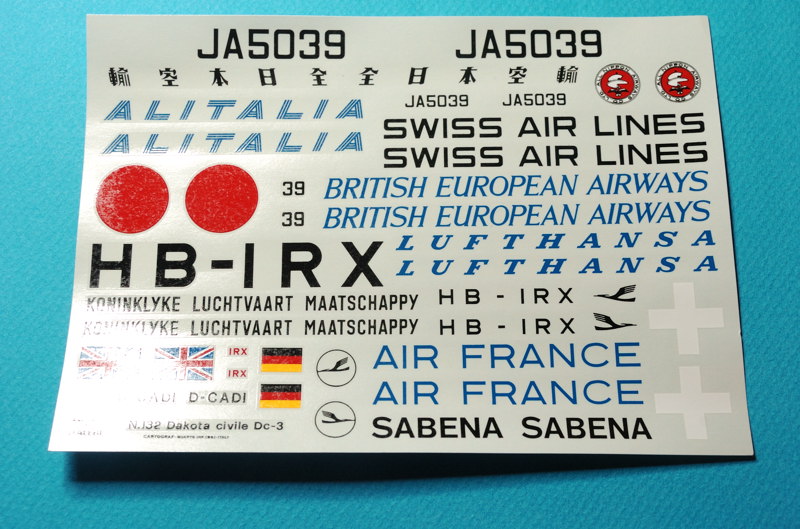 JA5039 JA5039
輸 空 本 日 全 全 日 本 空 輸
ALL NIPPON AIRWAYS
ALITALIA
ALITALIA
JA5039 JA5039
SWISS AIR LINES
SWISS AIR LINES
39 BRITISH EUROPEAN AIRWAYS
39 BRITISH EUROPEAN AIRWAYS
HB-IRX
LUFTHANSA
LUFTHANSA
KONINKLYKE LUCHTVAART MAATSCHAPPY
KONINKLYKE LUCHTVAART MAATSCHAPPY
HB-IRX
HB-IRX
IRX
IRX
AIR FRANCE
AIR FRANCE
CADI D-CADI
SABENA SABENA
N.132 Dakota civile Dc-3